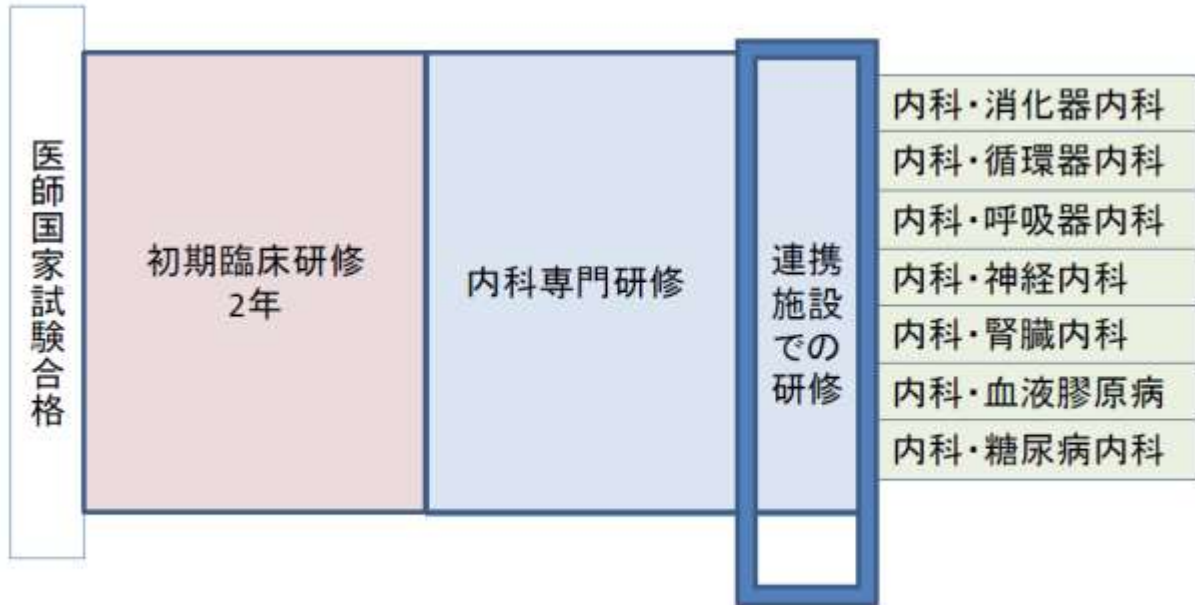 医師国家試験合格
初期臨床研修
2年
内科専門研修
連携
施設
での
研修
内科・消化器内科
内科・循環器内科
内科・呼吸器内科
内科・神経内科
内科・腎臓内科
内科・血液膠原病
内科・糖尿病内科